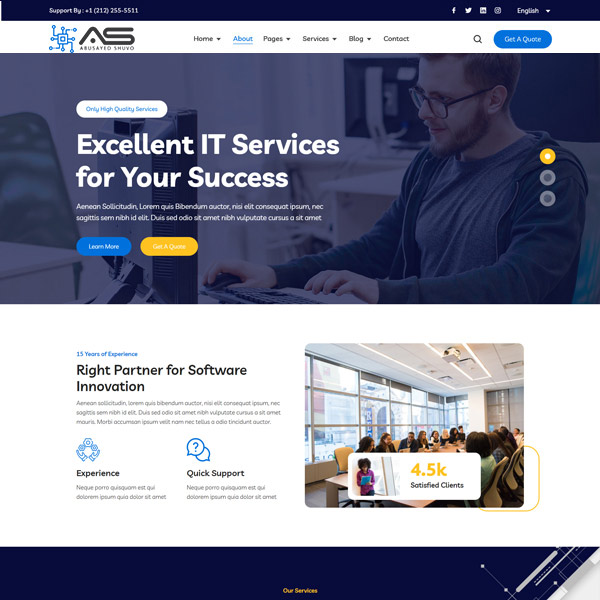 Support By : +1 (212) 255-5511
English
AS
ABUSAYED SHUVO
Home
About
Pages
Services
Blog
Contact
Get A Quote
Only High Quality Services
Excellent IT Services
for Your Success
Aenean Sollicitudin, Lorem quis Bibendum auctor, nisi elit consequat ipsum, nec
sagittis sem nibh id elit. Duis sed odio sit amet nibh vulputate cursus a sit amet
Learn More
Get A Quote
15 Years of Experience
Right Partner for Software
Innovation
Aenean sollicitudin, lorem quis bibendum auctor, nisi elit consequat ipsum, nec
sagittis sem nibh id elit. Duis sed odio sit amet nibh vulputate cursus a sit amet
mauris. Morbi accumsan ipsum velit nam nec tellus a odio tincidunt auctor.
Experience
Neque porro quisquam est qui
dolorem ipsum quia dolor sit amet
Quick Support
Neque porro quisquam est qui
dolorem ipsum quia dolor sit amet
4.5k
Satisfied Clients
Our Services